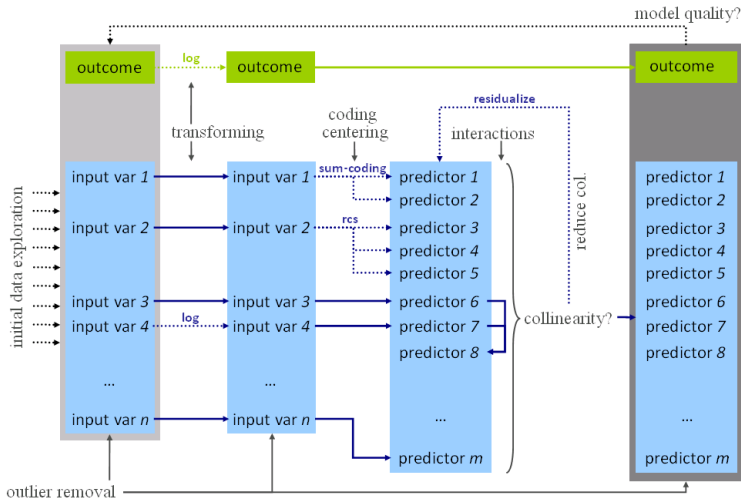 model quality?
outcome
log
outcome
outcome
transforming
coding
centering
residualize
interactions
initial data exploration
input var 1
input var 2
input var 3
input var 4
...
input var n
log
input var 1
input var 2
input var 3
input var 4
...
input var n
sum-coding
rcs
predictor 1
predictor 2
predictor 3
predictor 4
predictor 5
predictor 6
predictor 7
predictor 8
...
predictor m
reduce col.
collinearity?
predictor 1
predictor 2
predictor 3
predictor 4
predictor 5
predictor 6
predictor 7
predictor 8
...
predictor m
outlier removal